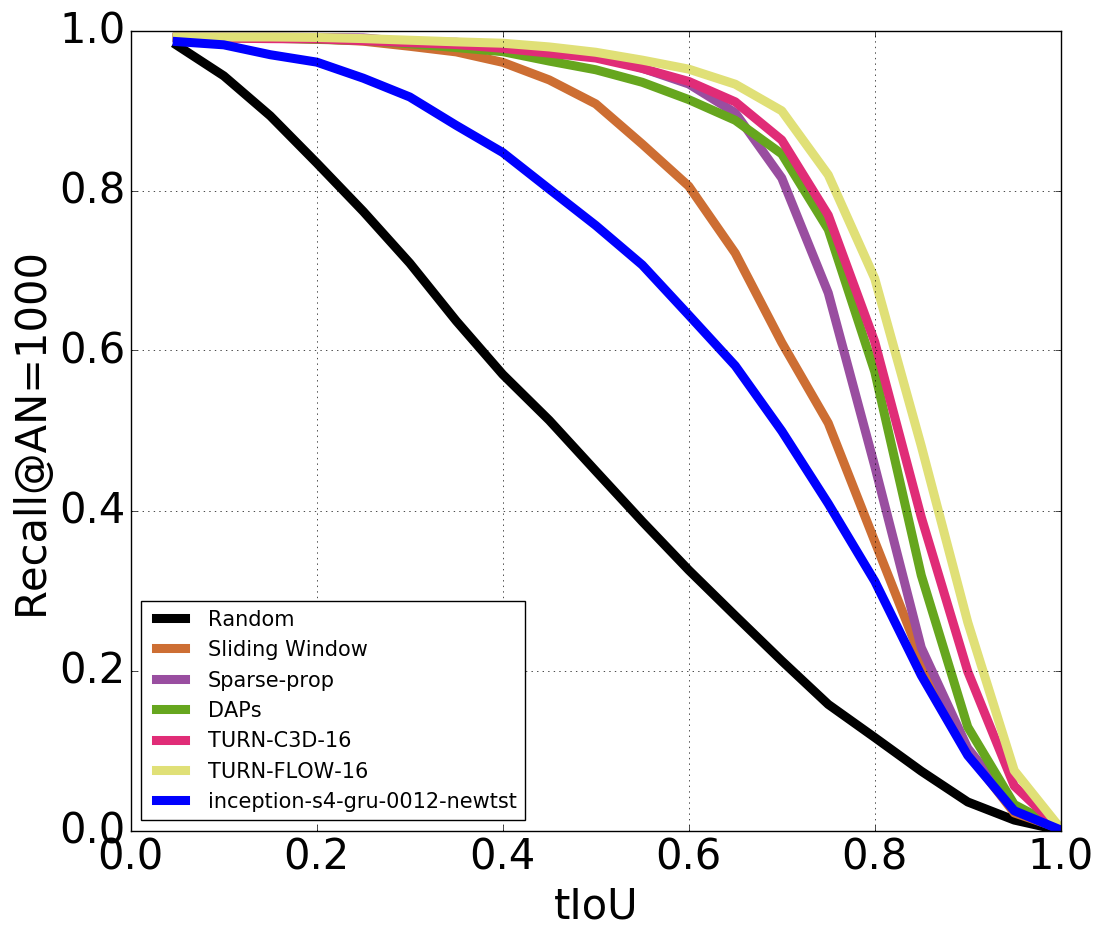 1.0
0.8
0.6
0.4
0.2
0.0
Recall@AN=1000
Random
Sliding Window
Sparse-prop
DAPs
TURN-C3D-16
TURN-FLOW-16
inception-s4-gru-0012-newtst
0.0 0.2 0.4 0.6 0.8 1.0
tIoU